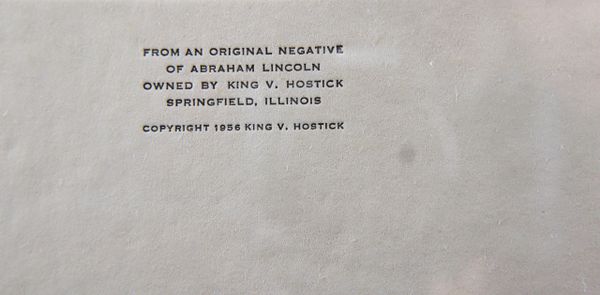 FROM AN ORIGINAL NEGATIVE
OF ABRAHAM LINCOLN
OWNED BY KING V. HOSTICK
SPRINGFIELD, ILLINOIS
COPYRIGHT 1956 KING V. HOSTICK